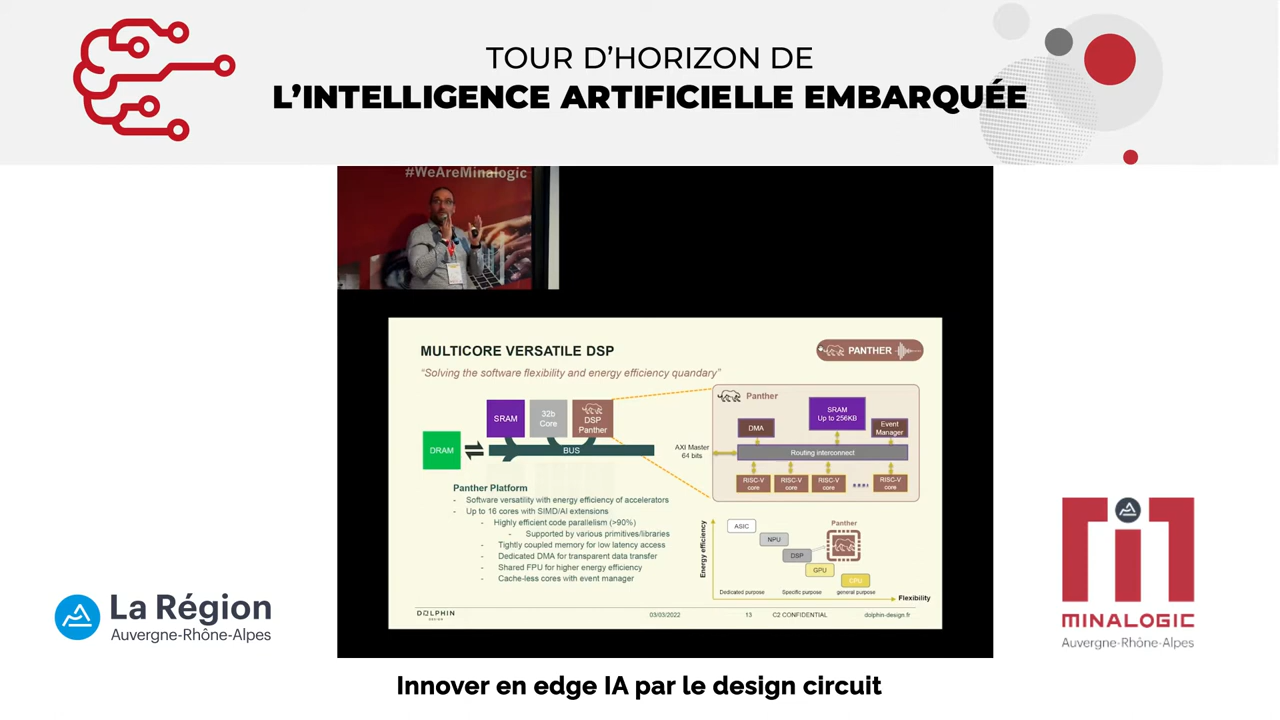 TOUR D'HORIZON DE
L'INTELLIGENCE ARTIFICIELLE EMBARQUÉE
#WeAreMinalogic
MULTICORE VERSATILE DSP
PANTHER
"Solving the software flexibility and energy efficiency quandary"
SRAM
32b
Core
DSP
Panther
DRAM
BUS
Panther
SRAM
Up to 256KB
DMA
Event
Manager
AXI Master
64 bits
Routing interconnect
RISC-V
core
RISC-V
core
RISC-V
core
RISC-V
core
Panther Platform
- Software versatility with energy efficiency of accelerators
- Up to 16 cores with SIMD/AI extensions
- Highly efficient code parallelism (>90%)
- Supported by various primitives/libraries
- Tightly coupled memory for low latency access
- Dedicated DMA for transparent data transfer
- Shared FPU for higher energy efficiency
- Cache-less cores with event manager
Energy efficiency
ASIC
NPU
DSP
GPU
CPU
Panther
Dedicated purpose
Specific purpose
general purpose
Flexibility
DOLPHIN
DESIGN
03/03/2022
13
C2 CONFIDENTIAL
dolphin-design.fr
La Région
Auvergne-Rhône-Alpes
MINALOGIC
Auvergne-Rhône-Alpes
Innover en edge IA par le design circuit